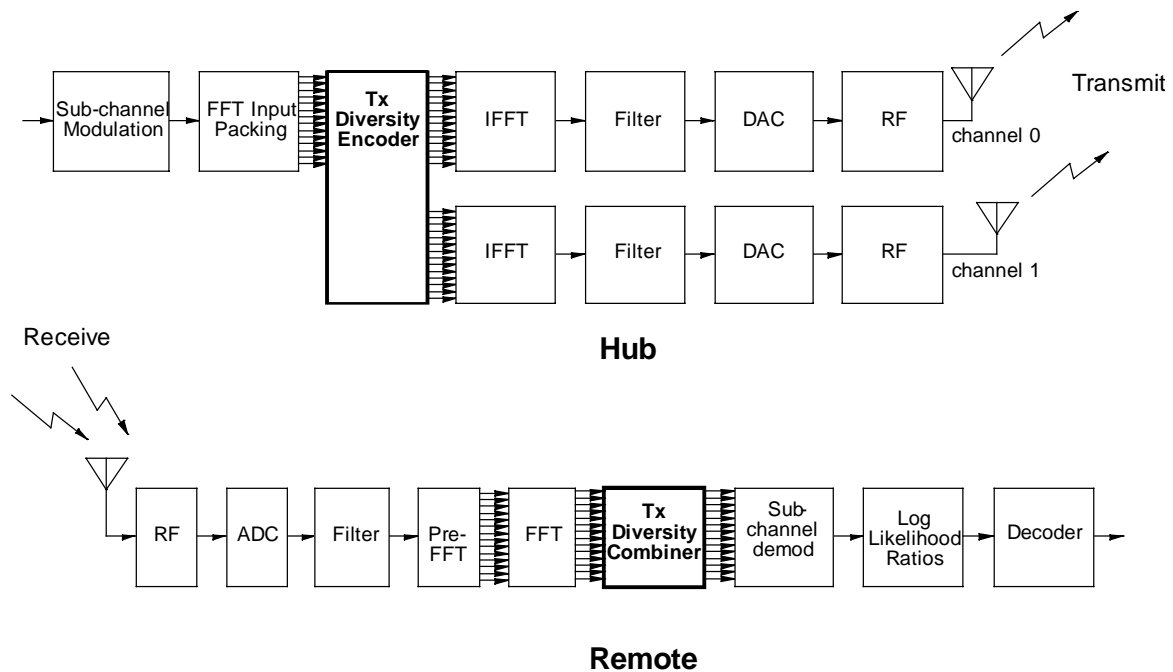 Transmit
Sub-channel
Modulation
FFT Input
Packing
Tx
Diversity
Encoder
IFFT
Filter
DAC
RF
channel 0
IFFT
Filter
DAC
RF
channel 1
Hub
Receive
RF
ADC
Filter
Pre-
FFT
FFT
Tx
Diversity
Combiner
Sub-
channel
demod
Log
Likelihood
Ratios
Decoder
Remote